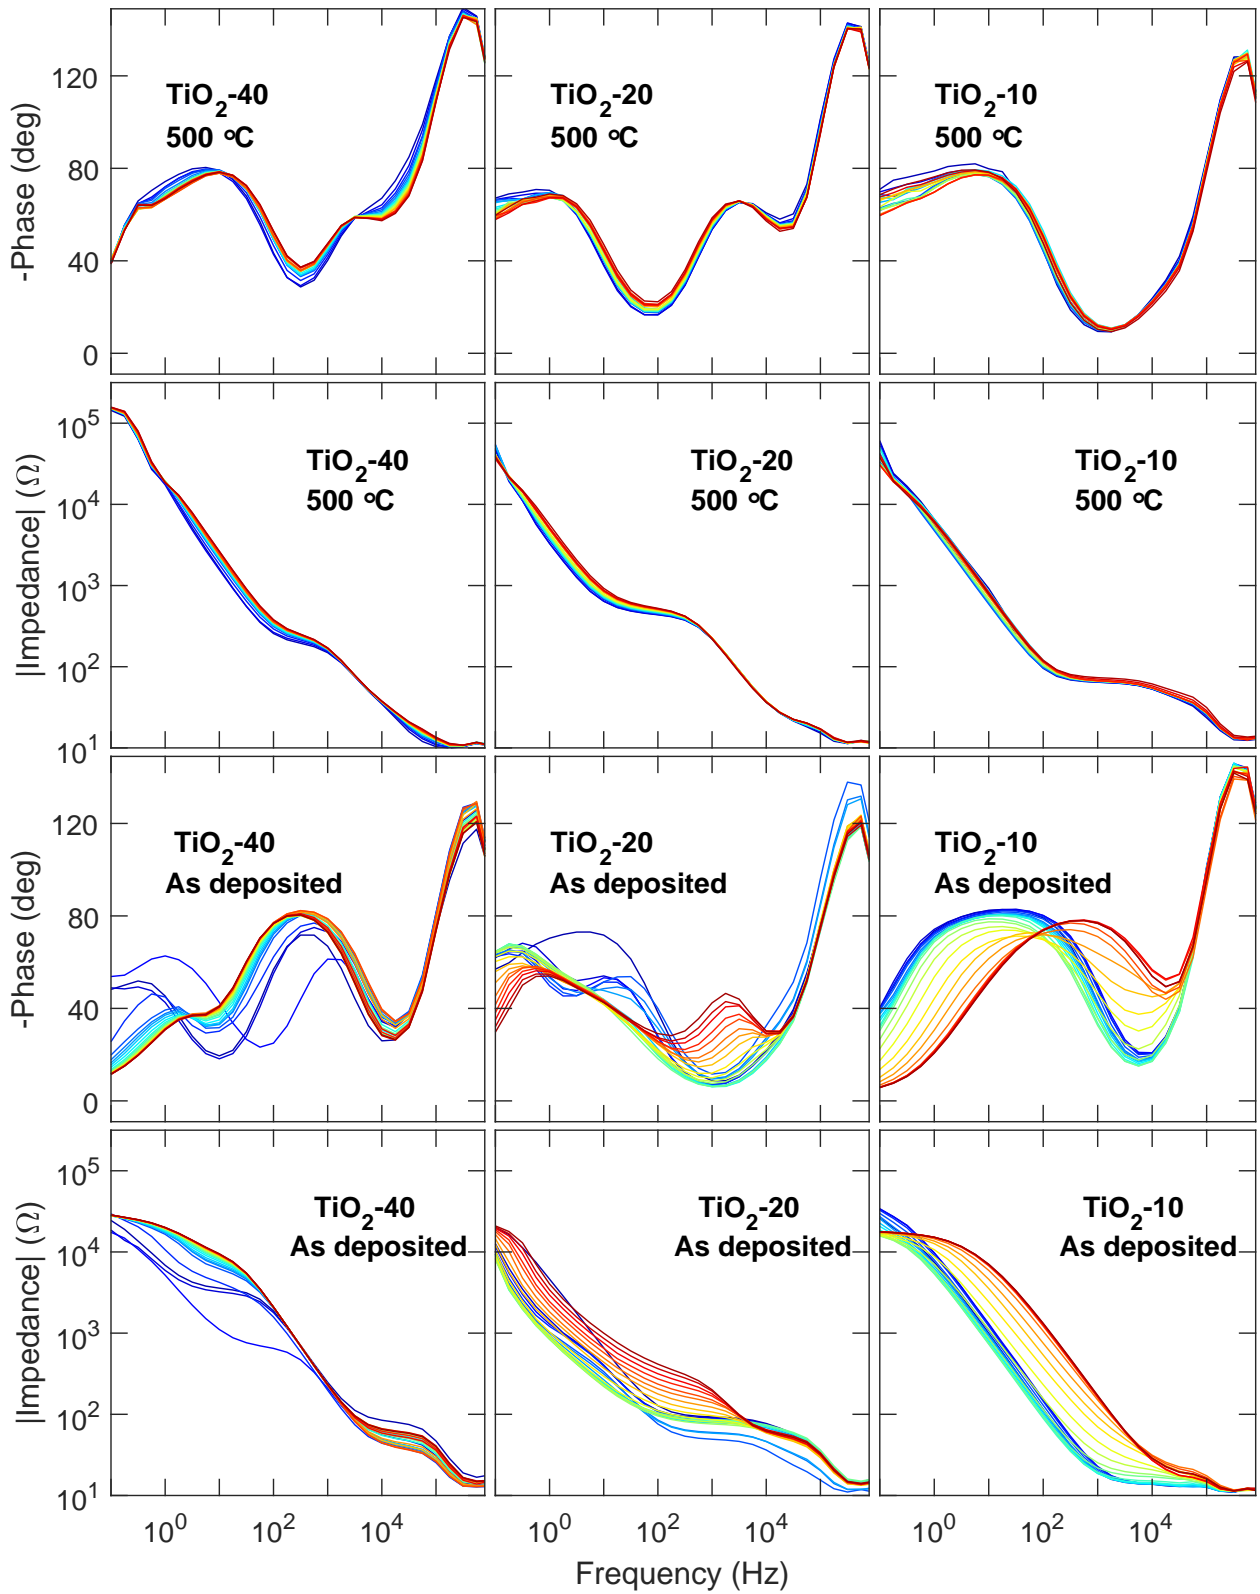 120
80
40
0
-Phase (deg)
TiO2-40
500 °C
TiO2-20
500 °C
TiO2-10
500 °C
10^5
10^4
10^3
10^2
10^1
|Impedance| (Ω)
TiO2-40
500 °C
TiO2-20
500 °C
TiO2-10
500 °C
120
80
40
0
-Phase (deg)
TiO2-40
As deposited
TiO2-20
As deposited
TiO2-10
As deposited
10^5
10^4
10^3
10^2
10^1
|Impedance| (Ω)
TiO2-40
As deposited
TiO2-20
As deposited
TiO2-10
As deposited
10^0 10^2 10^4 10^0 10^2 10^4 10^0 10^2 10^4
Frequency (Hz)